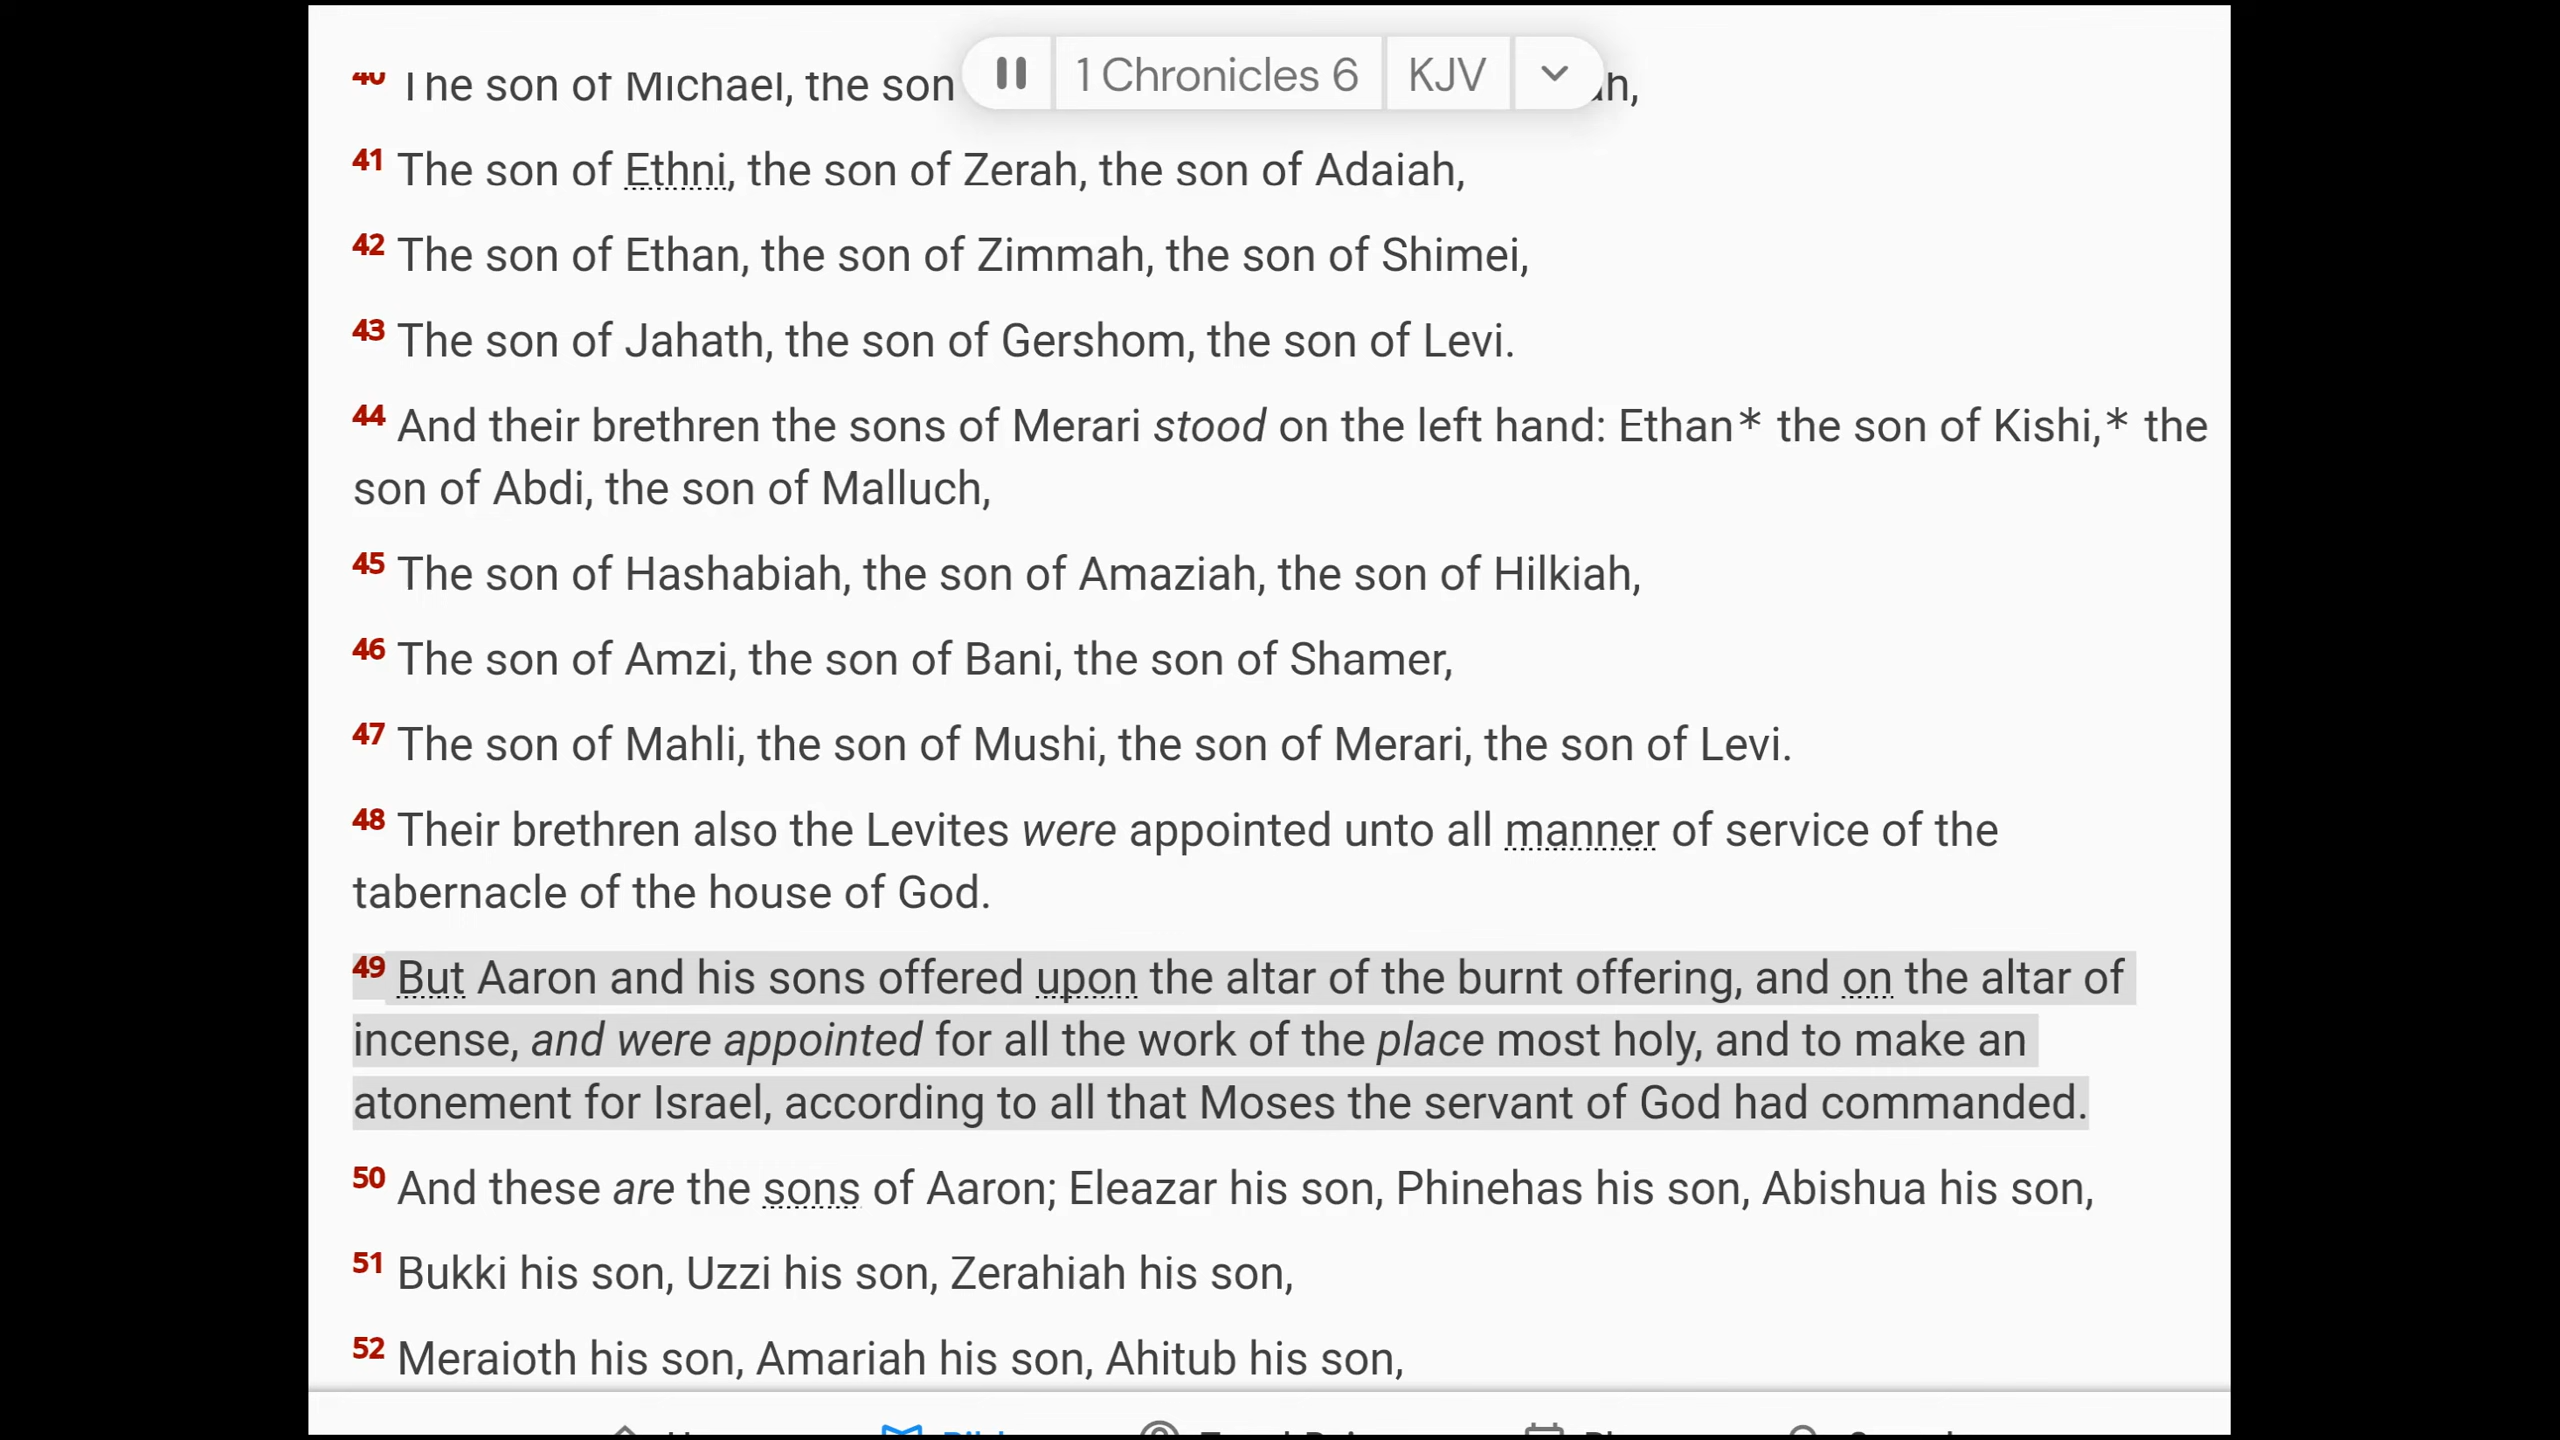 40 The son of Michael, the son
1 Chronicles 6 KJV
41 The son of Ethni, the son of Zerah, the son of Adaiah,
42 The son of Ethan, the son of Zimmah, the son of Shimei,
43 The son of Jahath, the son of Gershom, the son of Levi.
44 And their brethren the sons of Merari stood on the left hand: Ethan* the son of Kishi,* the
son of Abdi, the son of Malluch,
45 The son of Hashabiah, the son of Amaziah, the son of Hilkiah,
46 The son of Amzi, the son of Bani, the son of Shamer,
47 The son of Mahli, the son of Mushi, the son of Merari, the son of Levi.
48 Their brethren also the Levites were appointed unto all manner of service of the
tabernacle of the house of God.
49 But Aaron and his sons offered upon the altar of the burnt offering, and on the altar of
incense, and were appointed for all the work of the place most holy, and to make an
atonement for Israel, according to all that Moses the servant of God had commanded.
50 And these are the sons of Aaron; Eleazar his son, Phinehas his son, Abishua his son,
51 Bukki his son, Uzzi his son, Zerahiah his son,
52 Meraioth his son, Amariah his son, Ahitub his son,